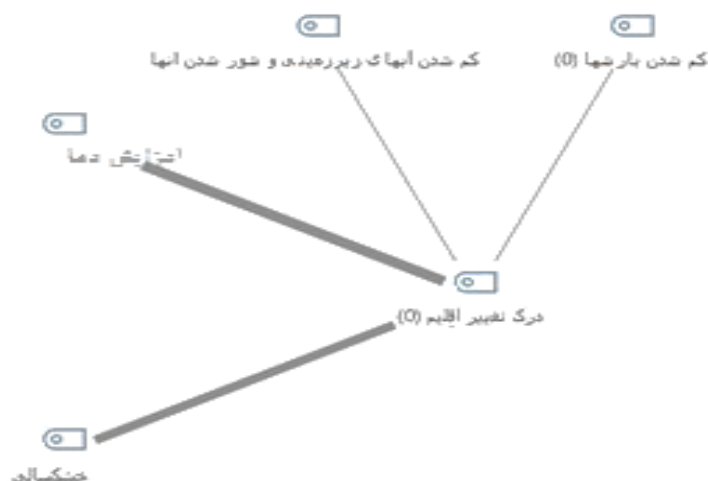 کم شدن بارشها (0)
کم شدن آبهای زیرزمینی و شور شدن آنها
افزایش دما
درک تغییر اقلیم (0)
خشکسالی